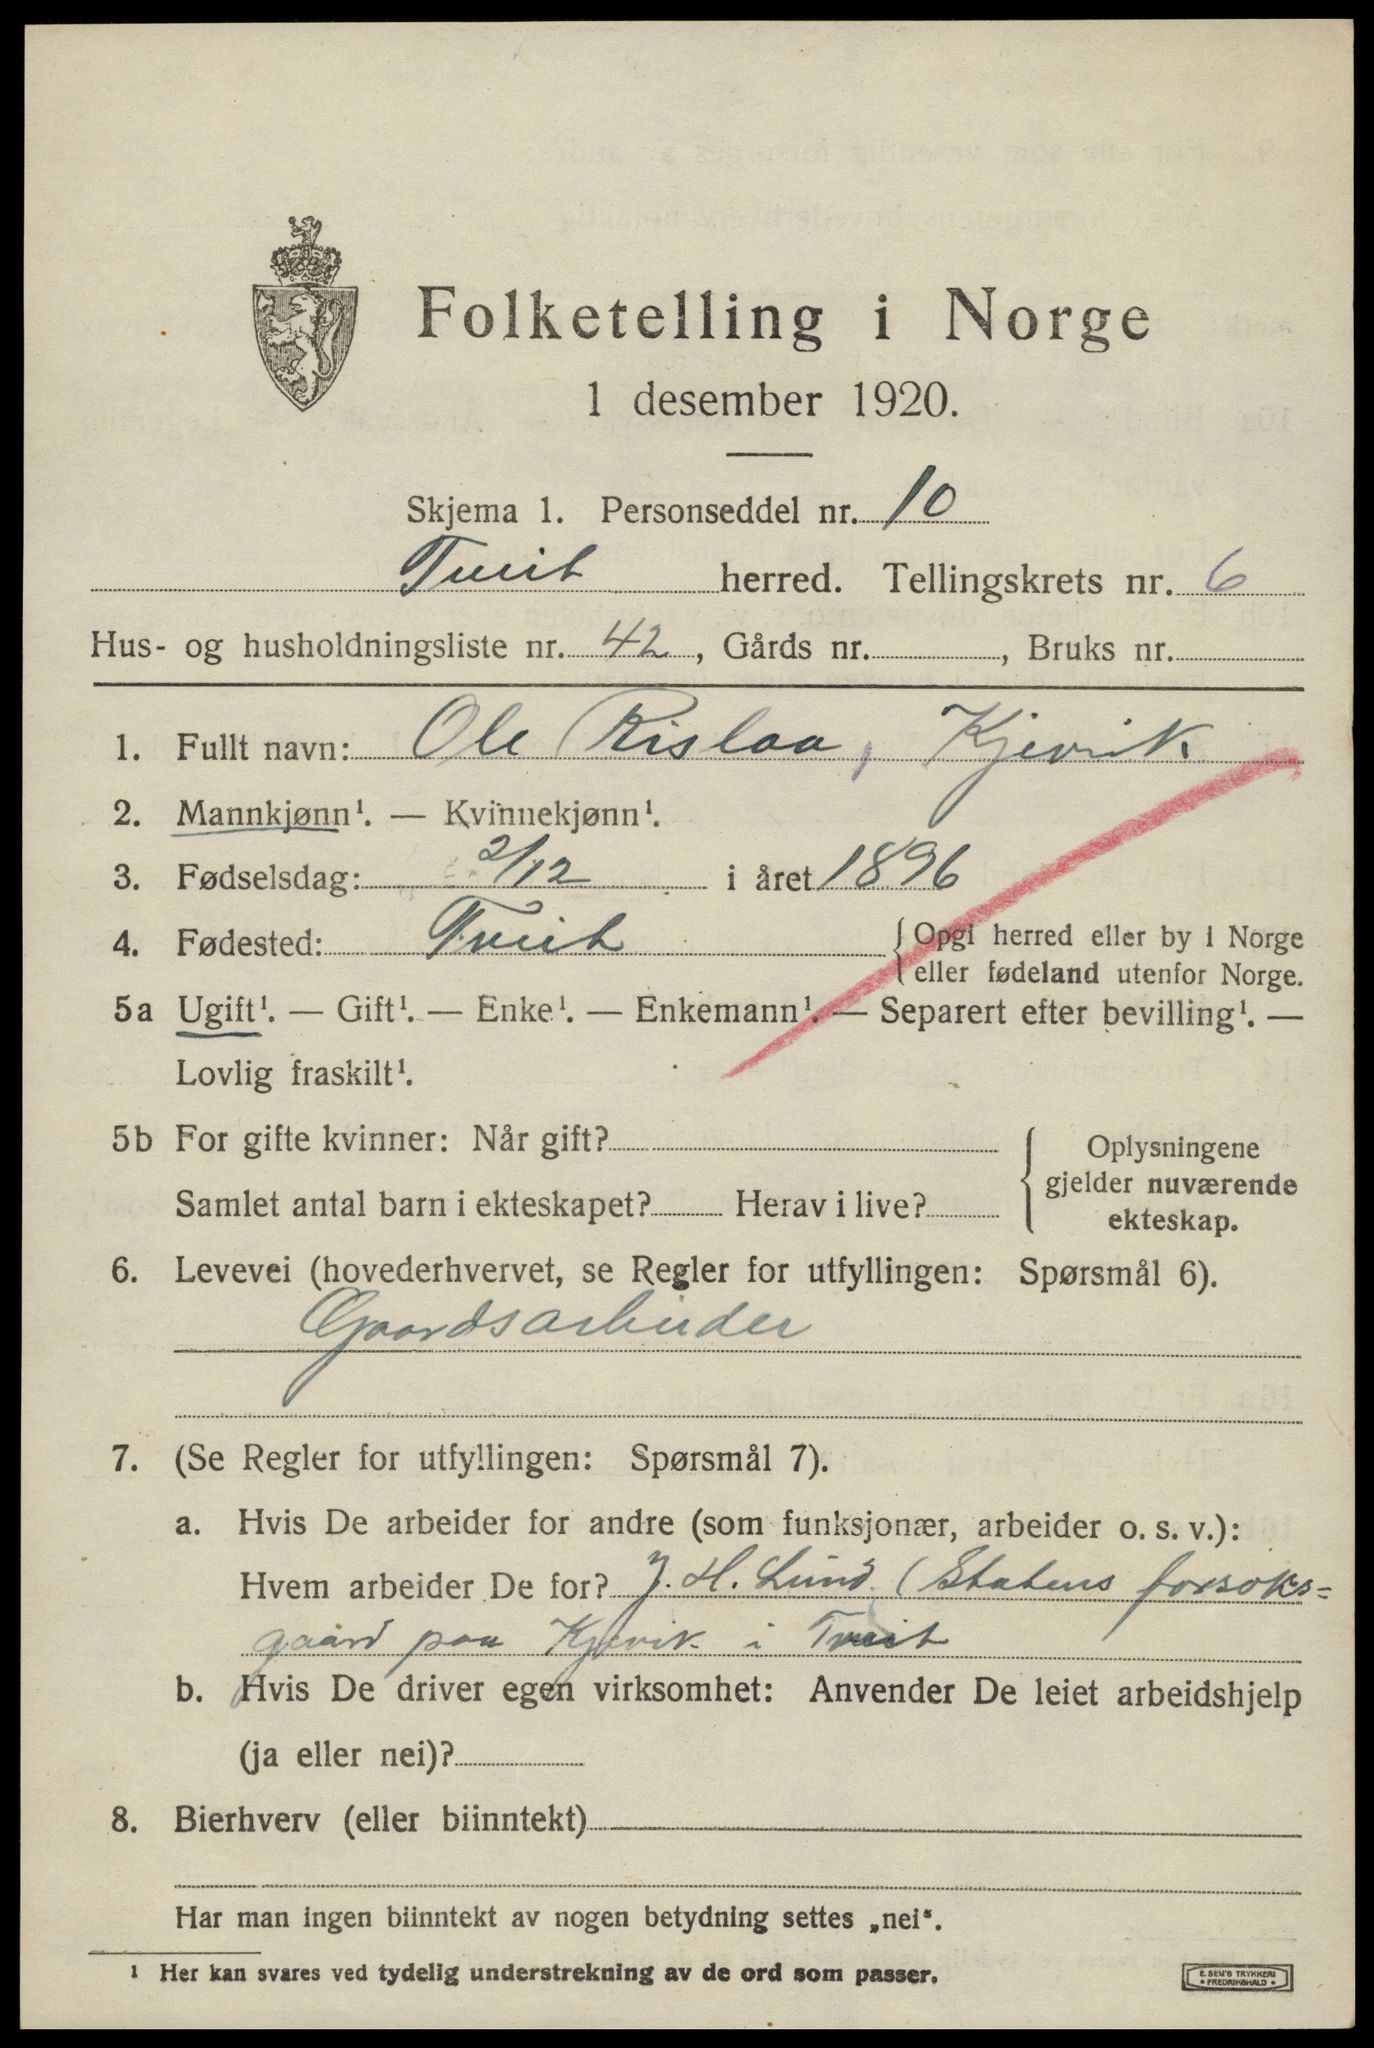 Folketelling i Norge
1 desember 1920.
Skjema 1. Personseddel nr. 10
Tveit herred. Tellingskrets nr. 6
Hus- og husholdningsliste nr. 42, Gårds nr. , Bruks nr.
1. Fullt navn: Ole Rislaa, Kjevik
2. Mannkjønn¹. — Kvinnekjønn¹.
3. Fødselsdag: 2/12 i året 1896
4. Fødested: Tveit {Opgi herred eller by i Norge
eller fødeland utenfor Norge.
5a Ugift¹. — Gift¹. — Enke¹. — Enkemann¹. — Separert efter bevilling¹. —
Lovlig fraskilt¹.
5b For gifte kvinner: Når gift?
Samlet antal barn i ekteskapet? Herav i live?
{ Oplysningene
gjelder nuværende
ekteskap.
6. Levevei (hovederhvervet, se Regler for utfyllingen: Spørsmål 6).
Gaardsarbeider
7. (Se Regler for utfyllingen: Spørsmål 7).
a. Hvis De arbeider for andre (som funksjonær, arbeider o. s. v.):
Hvem arbeider De for? J. H. Lund (Statens forsøks=
gaard paa Kjevik i Tveit
b. Hvis De driver egen virksomhet: Anvender De leiet arbeidshjelp
(ja eller nei)?
8. Bierhverv (eller biinntekt)
Har man ingen biinntekt av nogen betydning settes „nei“.
¹ Her kan svares ved tydelig understrekning av de ord som passer.
E. SEM'S TRYKKERI
• FREDRIKSHALD •